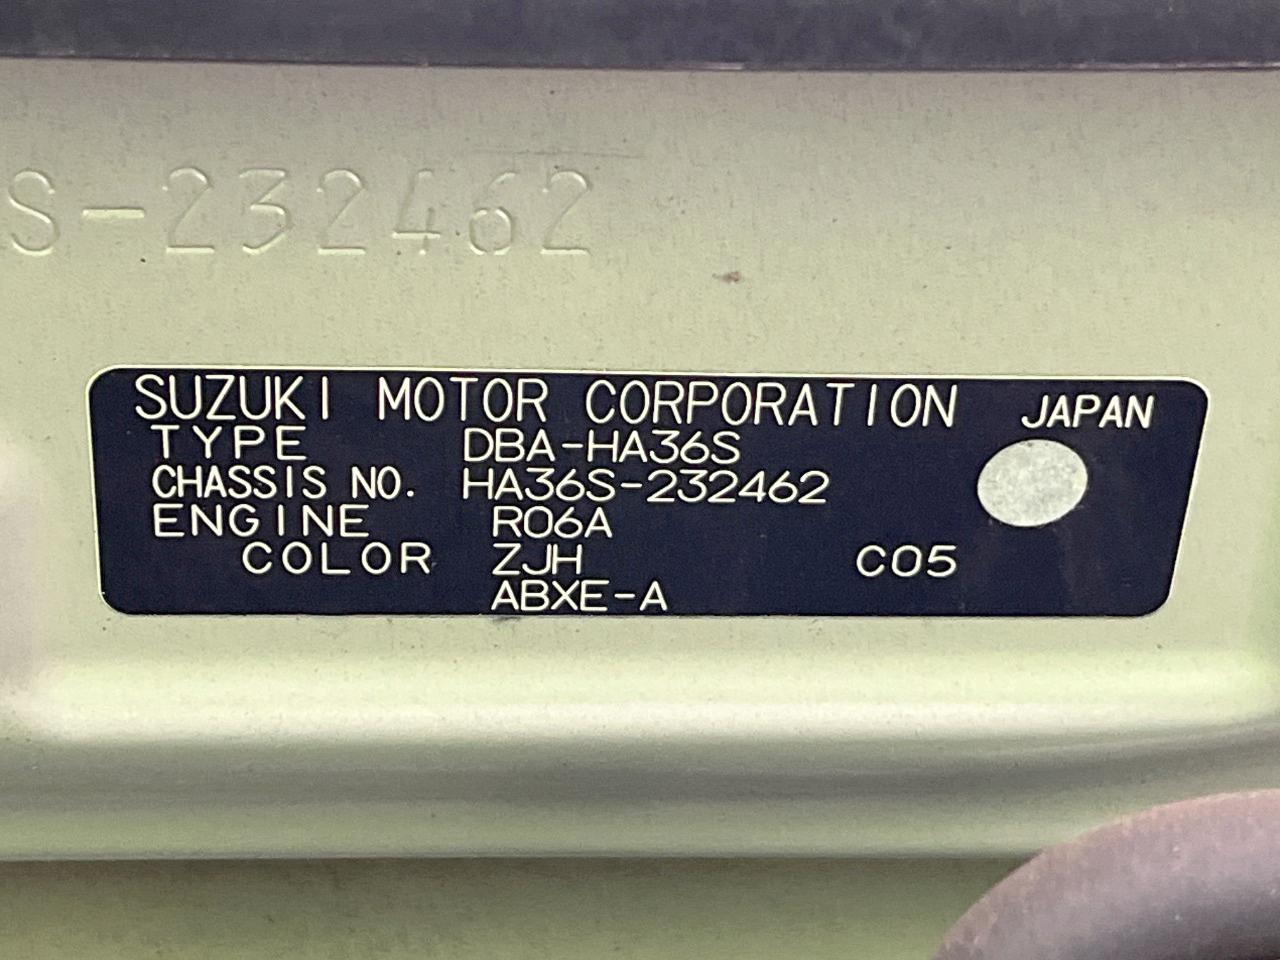 S-232462
SUZUKI MOTOR CORPORATION JAPAN
TYPE DBA-HA36S
CHASSIS NO. HA36S-232462
ENGINE R06A
COLOR ZJH C05
ABXE-A